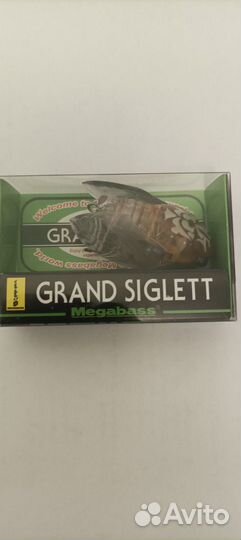 Welcome to
GRA
Megabass world
GRAND SIGLETT
Megabass®
Avito